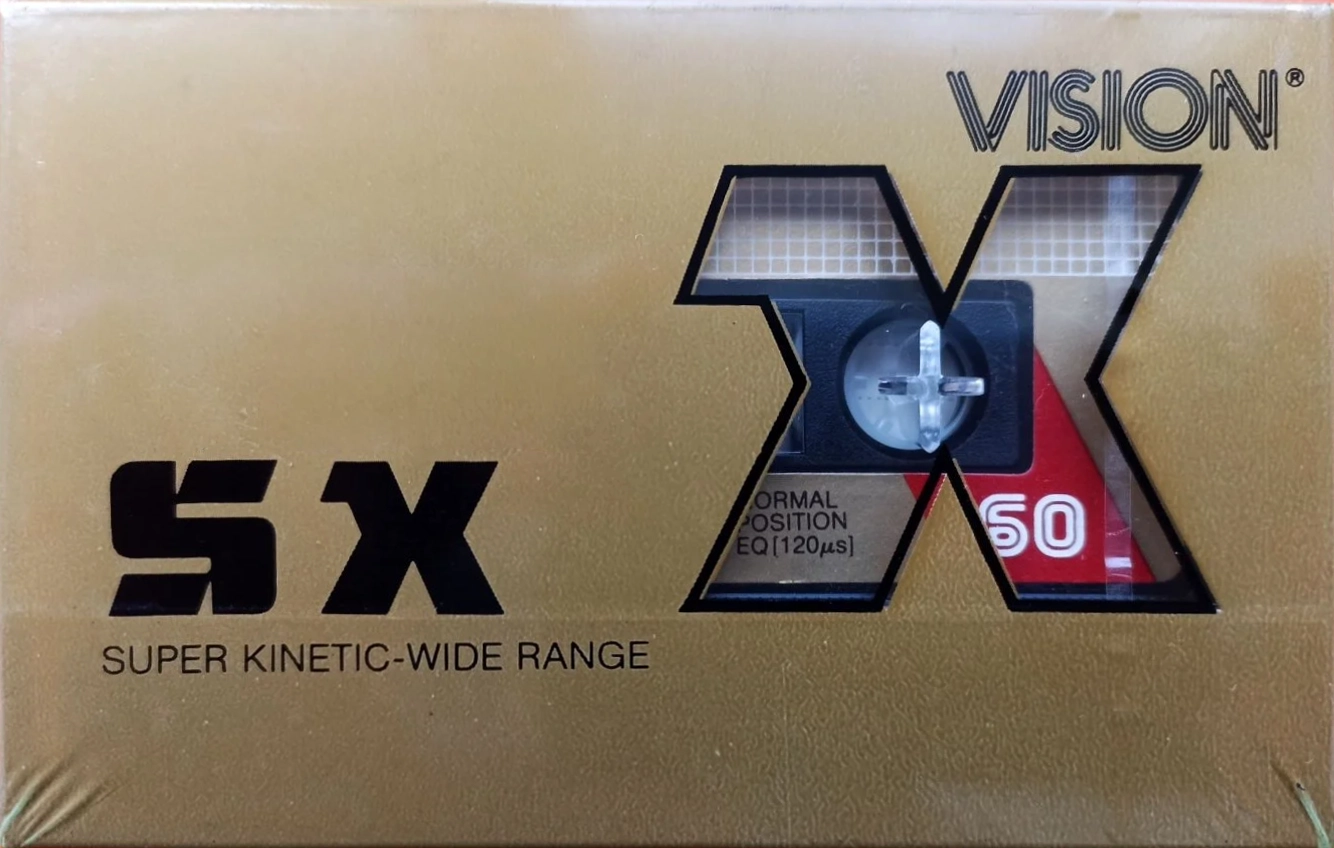 VISION®
SX
SUPER KINETIC-WIDE RANGE
ORMAL
POSITION
EQ [120μs]
60